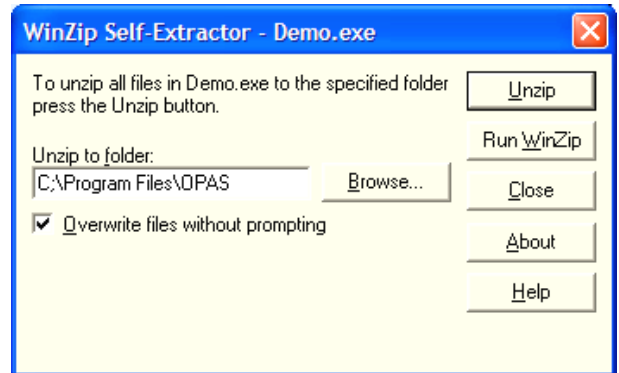 WinZip Self-Extractor - Demo.exe
To unzip all files in Demo.exe to the specified folder
press the Unzip button.
Unzip
Run WinZip
Unzip to folder:
C;\Program Files\OPAS
Browse...
Close
Overwrite files without prompting
About
Help